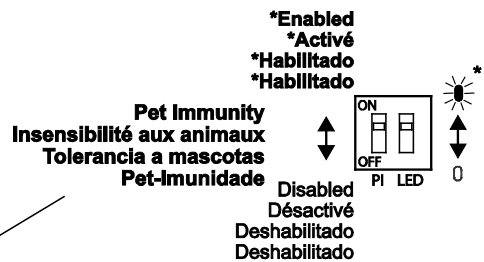 *Enabled
*Activé
*Habilitado
*Habilitado
*
ON
Pet Immunity
Insensibilité aux animaux
Tolerancia a mascotas
Pet-Imunidade
OFF
PI LED
0
Disabled
Désactivé
Deshabilitado
Deshabilitado